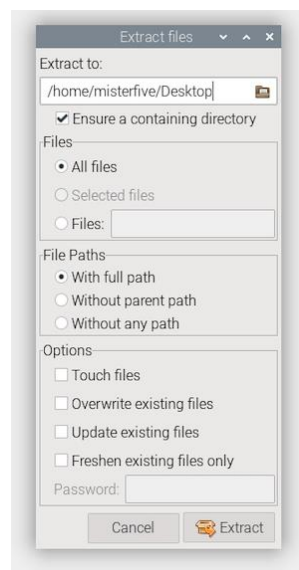 Extract files
Extract to:
/home/misterfive/Desktop
Ensure a containing directory
Files
All files
Selected files
Files:
File Paths
With full path
Without parent path
Without any path
Options
Touch files
Overwrite existing files
Update existing files
Freshen existing files only
Password:
Cancel Extract